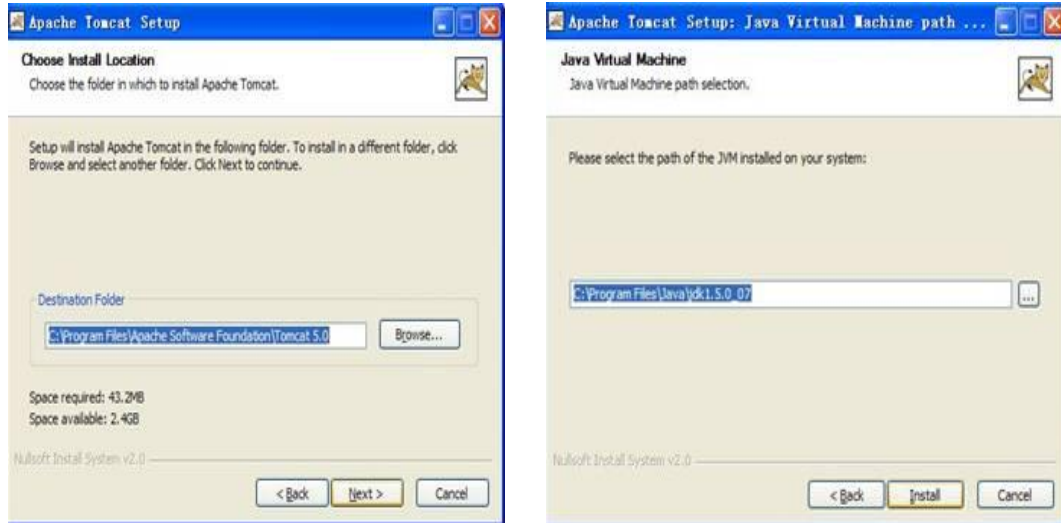 Apache Tomcat Setup
Choose Install Location
Choose the folder in which to install Apache Tomcat.
Setup will install Apache Tomcat in the following folder. To install in a different folder, click
Browse and select another folder. Click Next to continue.
Destination Folder
C:\Program Files\Apache Software Foundation\Tomcat 5.0
Browse...
Space required: 43.2MB
Space available: 2.4GB
Nullsoft Install System v2.0
< Back
Next >
Cancel
Apache Tomcat Setup: Java Virtual Machine path ...
Java Virtual Machine
Java Virtual Machine path selection.
Please select the path of the JVM installed on your system:
C:\Program Files\Java\jdk1.5.0_07
...
Nullsoft Install System v2.0
< Back
Install
Cancel